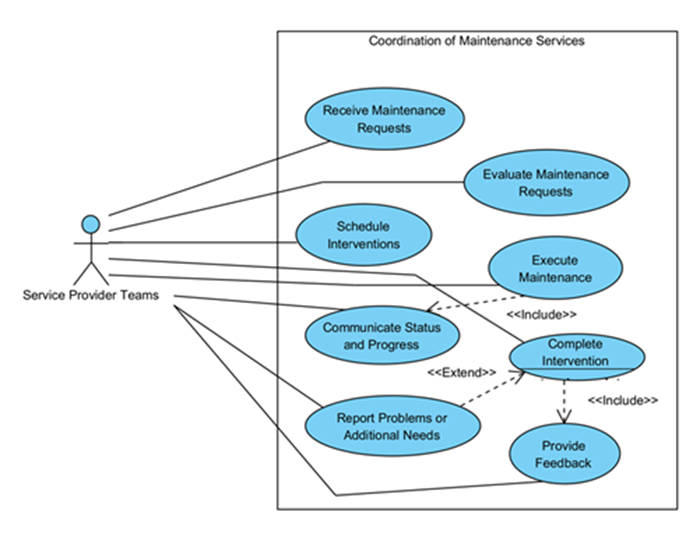 Coordination of Maintenance Services
Receive Maintenance
Requests
Evaluate Maintenance
Requests
Schedule
Interventions
Execute
Maintenance
Service Provider Teams
<<Include>>
Communicate Status
and Progress
Complete
Intervention
<<Extend>>
<<Include>>
Report Problems or
Additional Needs
Provide
Feedback